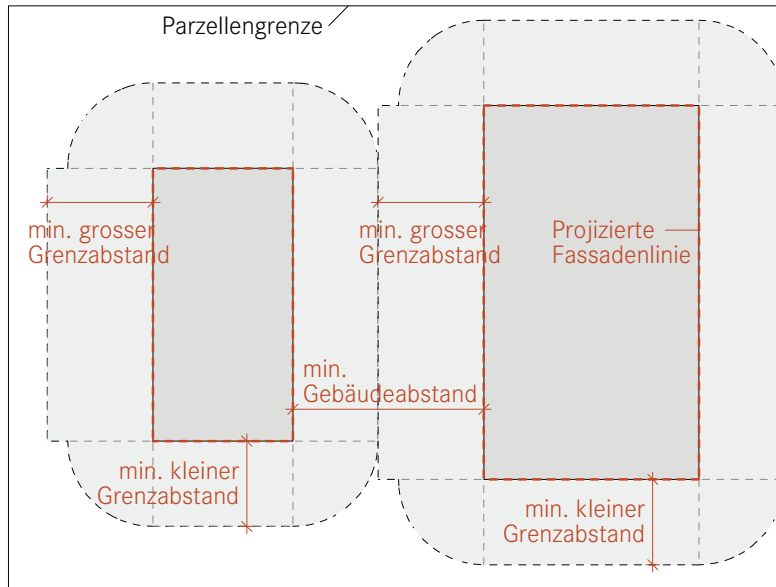 Parzellengrenze
min. grosser
Grenzabstand
min. grosser
Grenzabstand
Projizierte
Fassadenlinie
min.
Gebäudeabstand
min. kleiner
Grenzabstand
min. kleiner
Grenzabstand